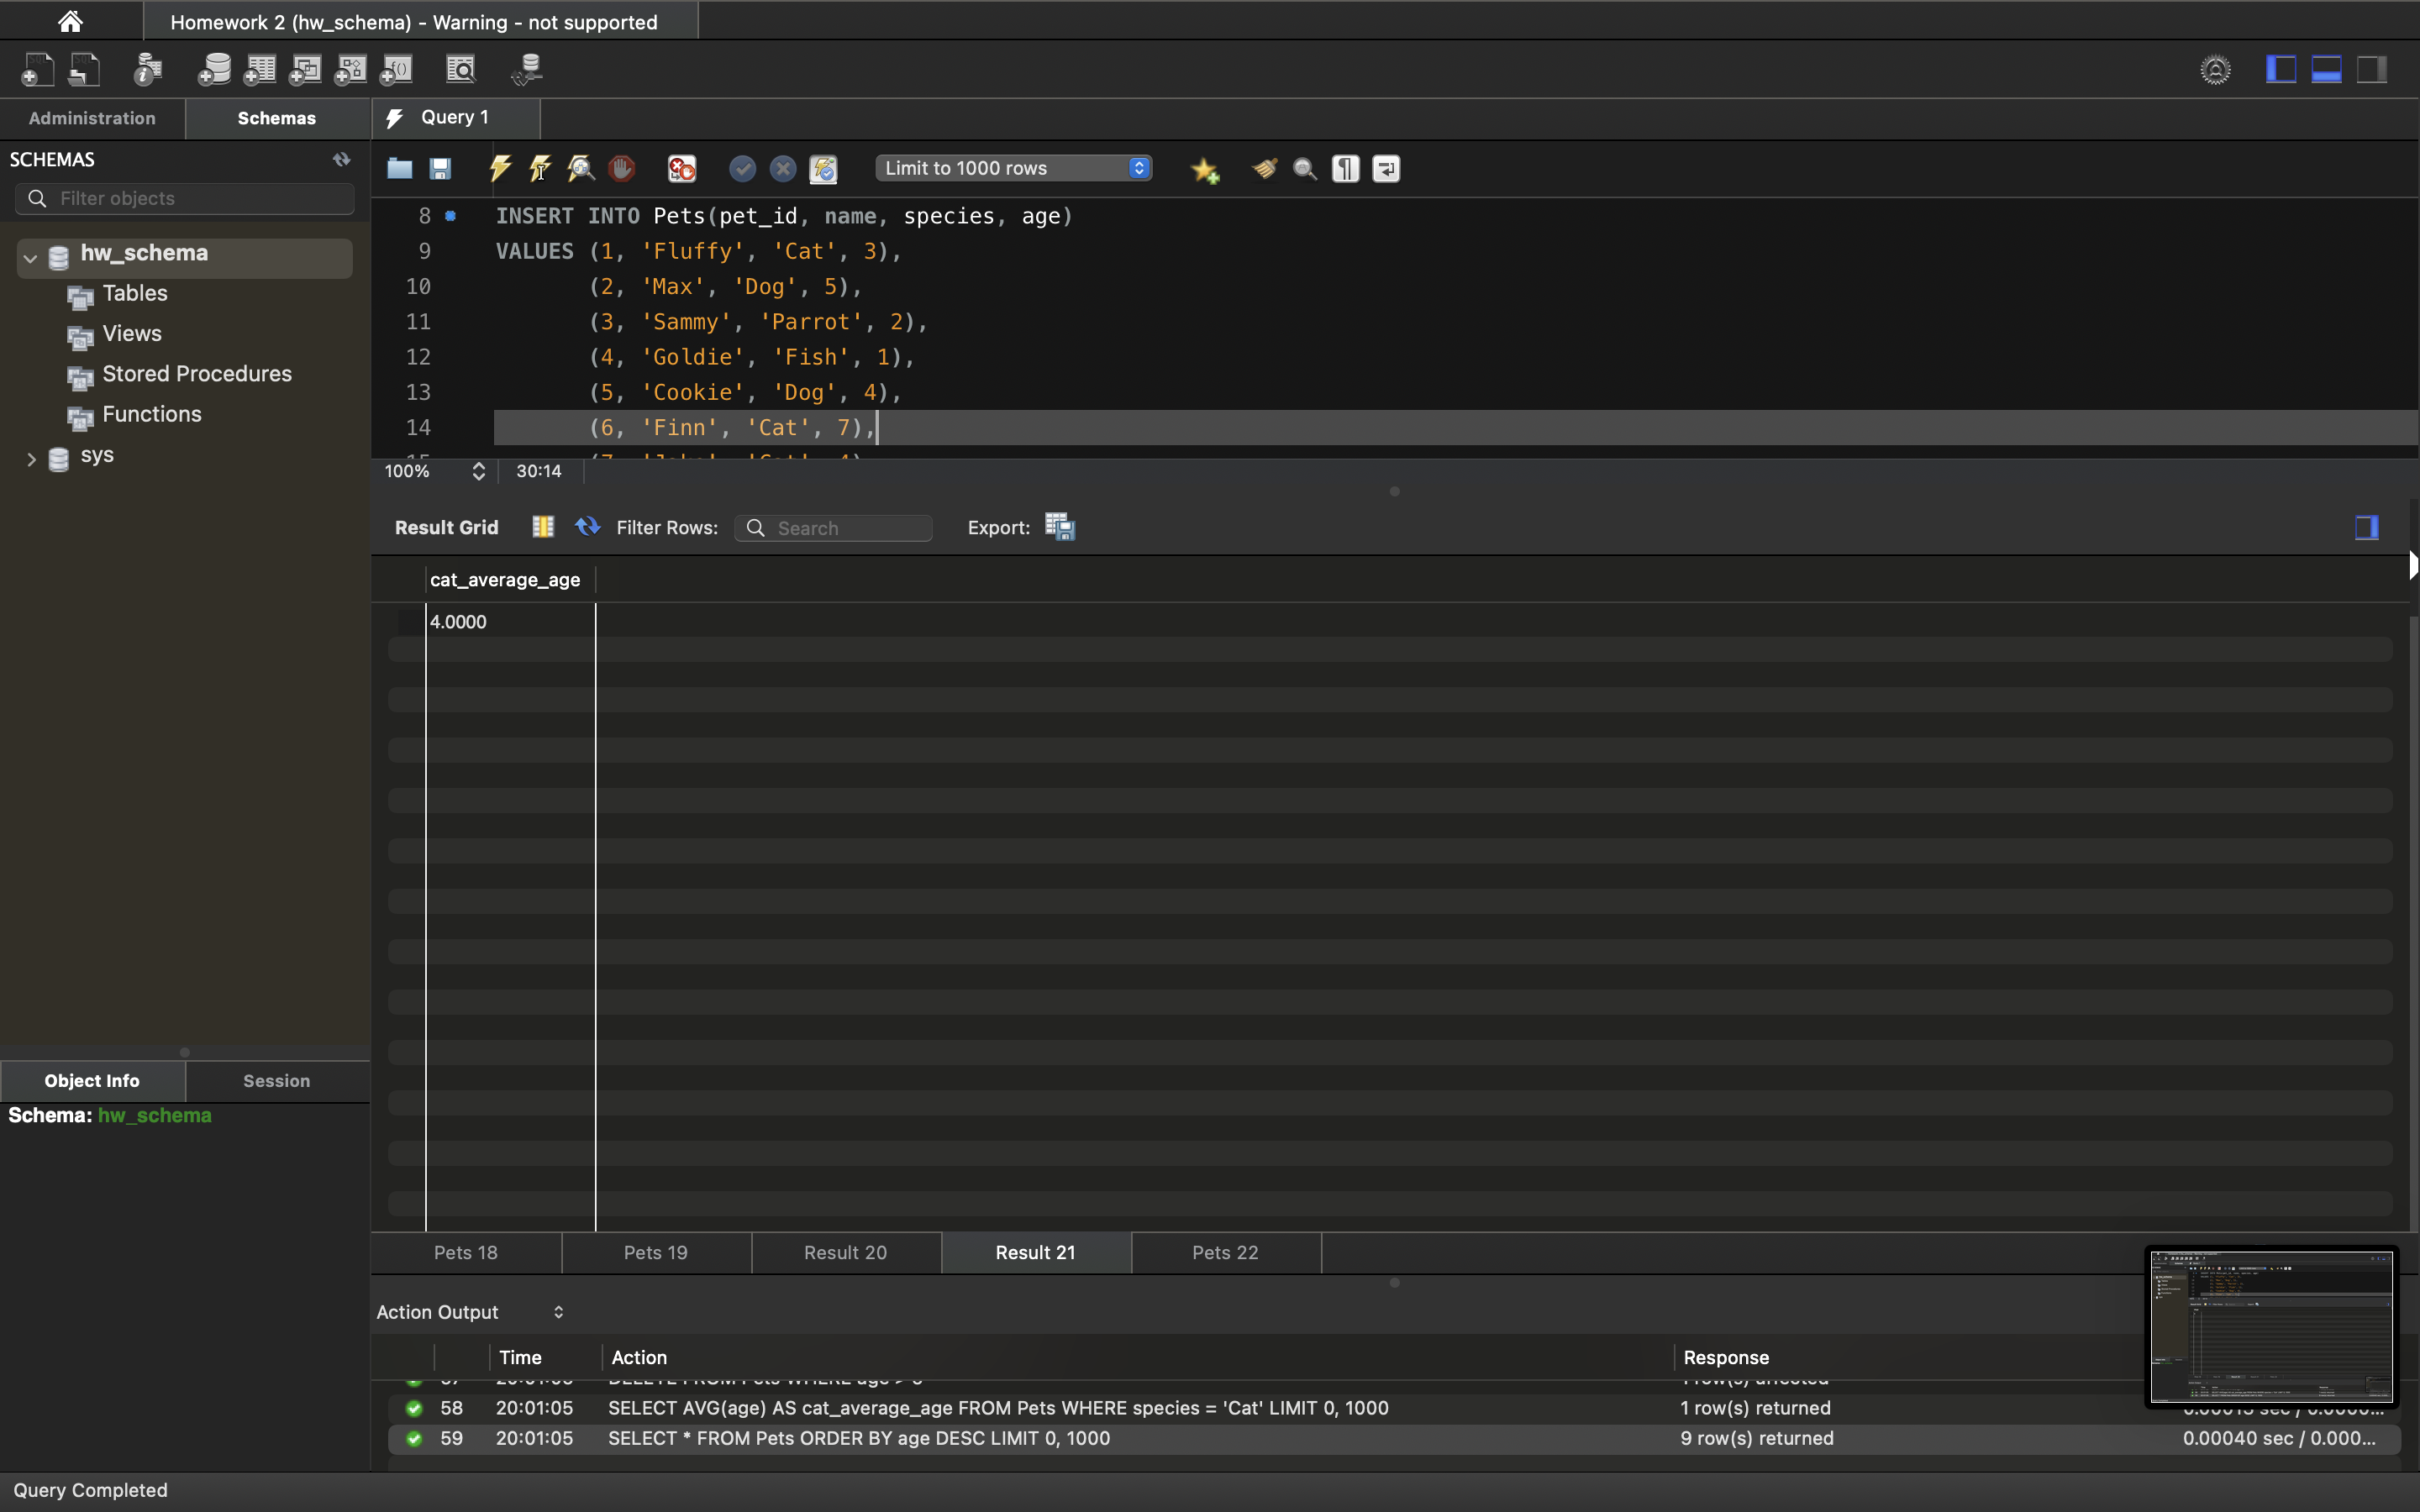 Homework 2 (hw_schema) - Warning - not supported
Administration
Schemas
Query 1
SCHEMAS
Filter objects
Limit to 1000 rows
hw_schema
Tables
Views
Stored Procedures
Functions
sys
8 INSERT INTO Pets(pet_id, name, species, age)
9 VALUES (1, 'Fluffy', 'Cat', 3),
10 (2, 'Max', 'Dog', 5),
11 (3, 'Sammy', 'Parrot', 2),
12 (4, 'Goldie', 'Fish', 1),
13 (5, 'Cookie', 'Dog', 4),
14 (6, 'Finn', 'Cat', 7),
100%
30:14
Result Grid
Filter Rows:
Search
Export:
cat_average_age
4.0000
Object Info
Session
Schema: hw_schema
Pets 18
Pets 19
Result 20
Result 21
Pets 22
Action Output
Time Action Response
58 20:01:05 SELECT AVG(age) AS cat_average_age FROM Pets WHERE species = 'Cat' LIMIT 0, 1000 1 row(s) returned
59 20:01:05 SELECT * FROM Pets ORDER BY age DESC LIMIT 0, 1000 9 row(s) returned 0.00040 sec / 0.000...
Query Completed